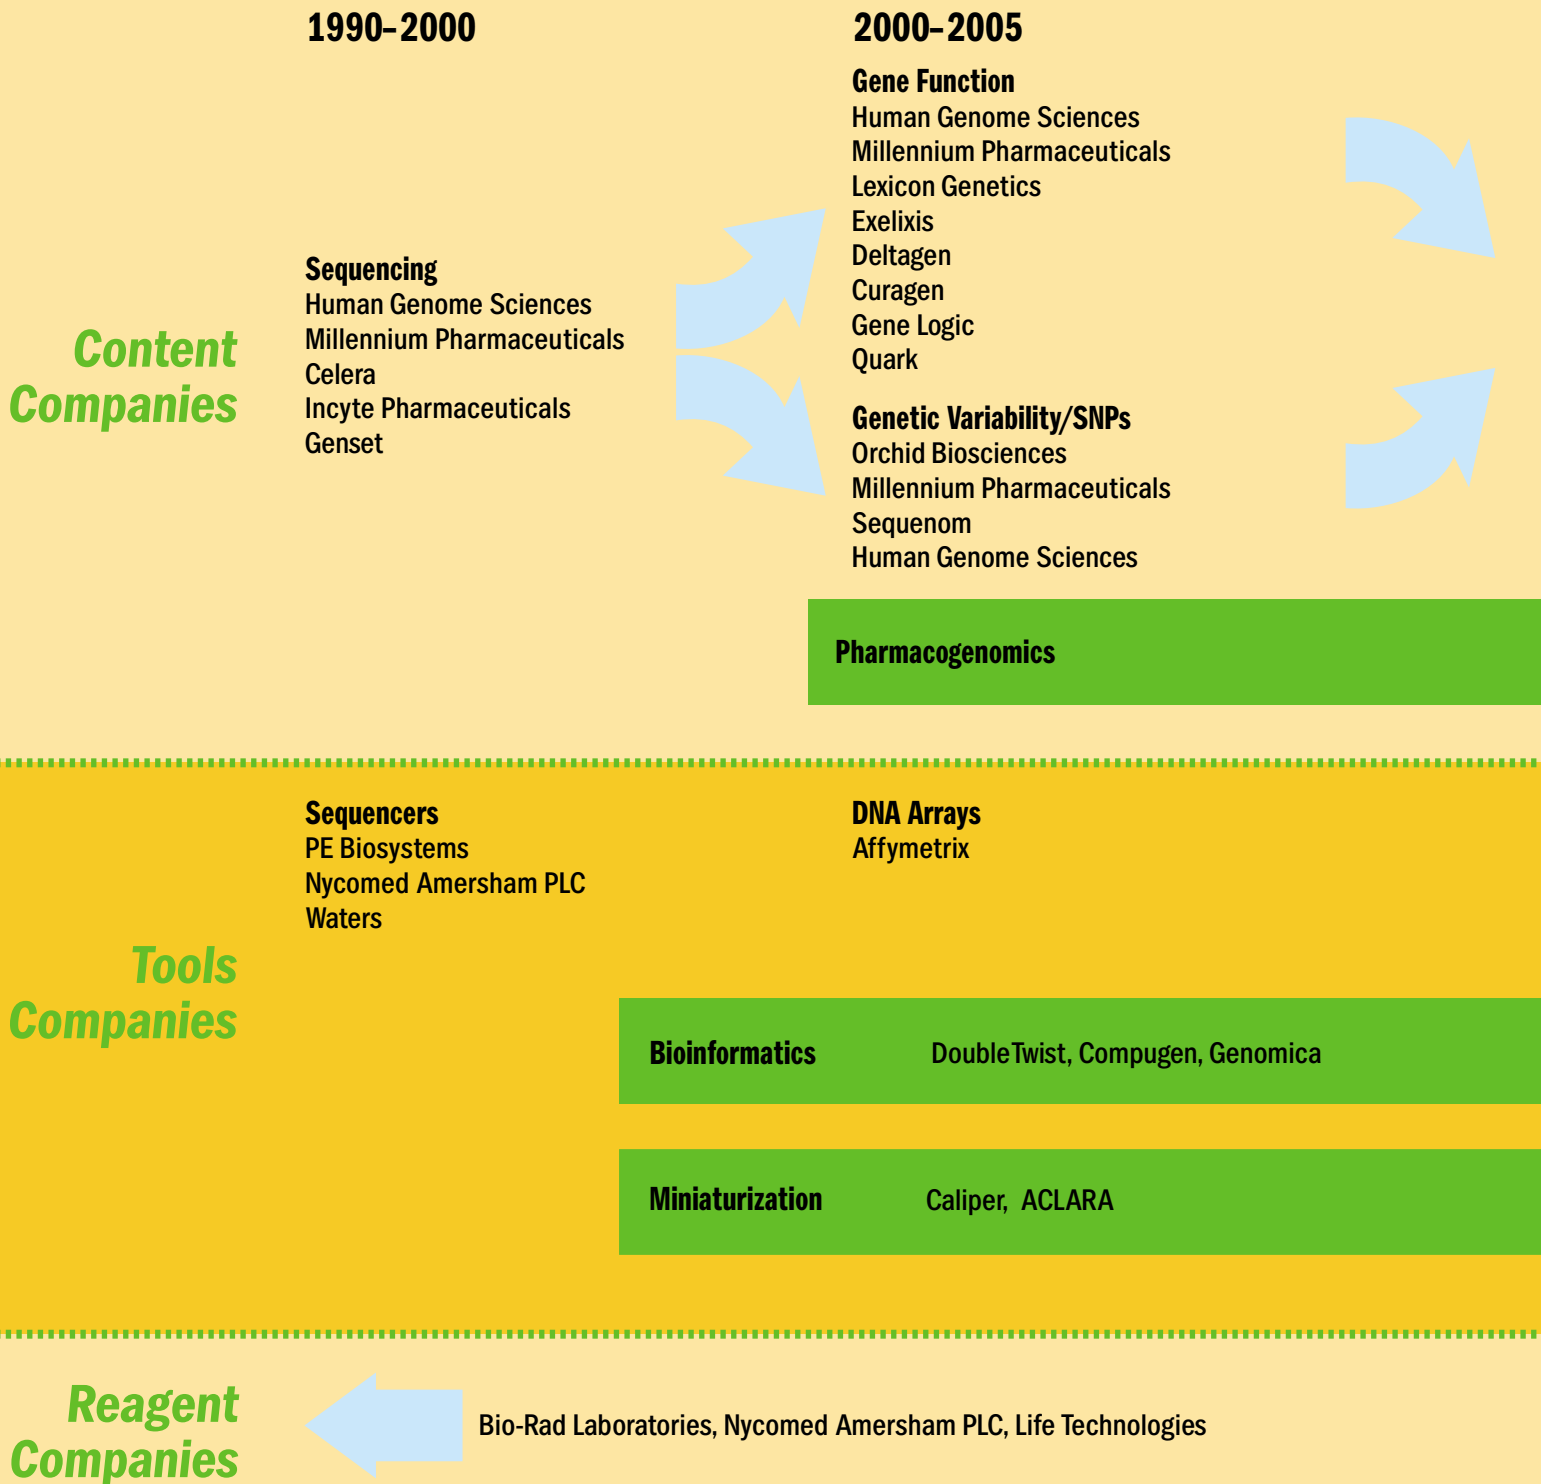 1990–2000
2000–2005
Content
Companies
Sequencing
Human Genome Sciences
Millennium Pharmaceuticals
Celera
Incyte Pharmaceuticals
Genset
Gene Function
Human Genome Sciences
Millennium Pharmaceuticals
Lexicon Genetics
Exelixis
Deltagen
Curagen
Gene Logic
Quark
Genetic Variability/SNPs
Orchid Biosciences
Millennium Pharmaceuticals
Sequenom
Human Genome Sciences
Pharmacogenomics
Tools
Companies
Sequencers
PE Biosystems
Nycomed Amersham PLC
Waters
DNA Arrays
Affymetrix
Bioinformatics DoubleTwist, Compugen, Genomica
Miniaturization Caliper, ACLARA
Reagent
Companies
Bio-Rad Laboratories, Nycomed Amersham PLC, Life Technologies